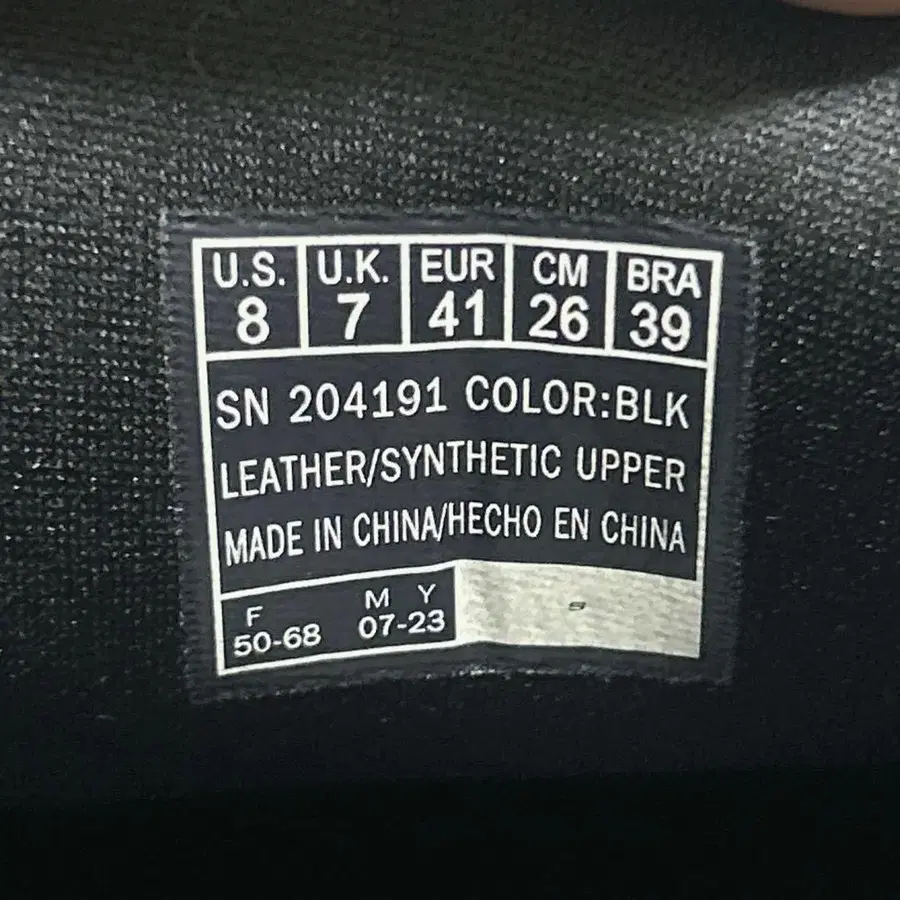 U.S. U.K. EUR CM BRA
8 7 41 26 39
SN 204191 COLOR:BLK
LEATHER/SYNTHETIC UPPER
MADE IN CHINA/HECHO EN CHINA
F M Y
50-68 07-23